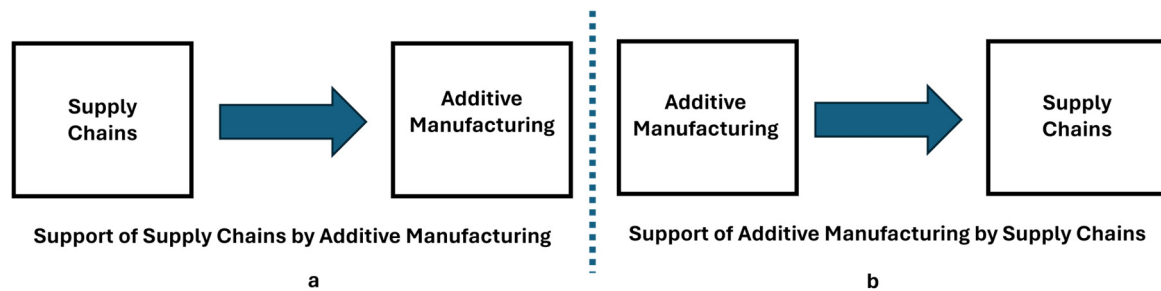 Supply
Chains
Additive
Manufacturing
Support of Supply Chains by Additive Manufacturing
a
Additive
Manufacturing
Supply
Chains
Support of Additive Manufacturing by Supply Chains
b